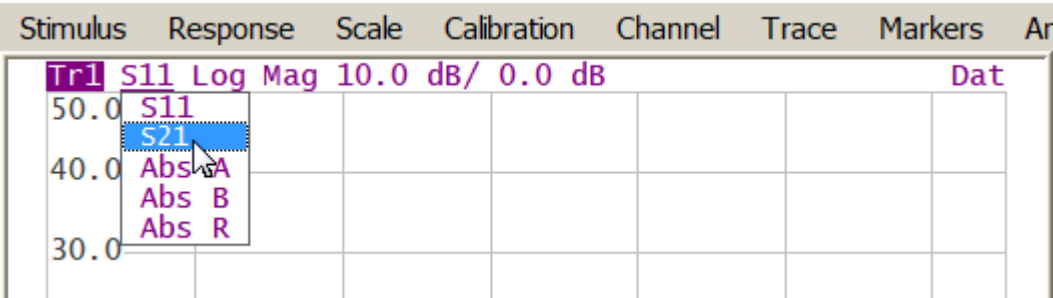 Stimulus Response Scale Calibration Channel Trace Markers Ar
Tr1 S11 Log Mag 10.0 dB/ 0.0 dB Dat
50.0 S11
S21
40.0 Abs A
Abs B
Abs R
30.0